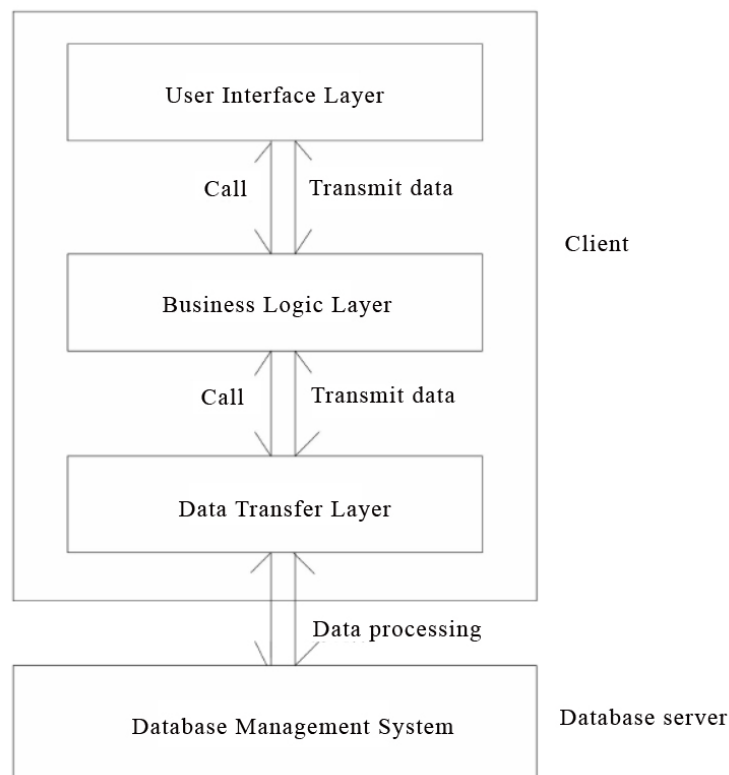 User Interface Layer
Call
Transmit data
Client
Business Logic Layer
Call
Transmit data
Data Transfer Layer
Data processing
Database Management System
Database server